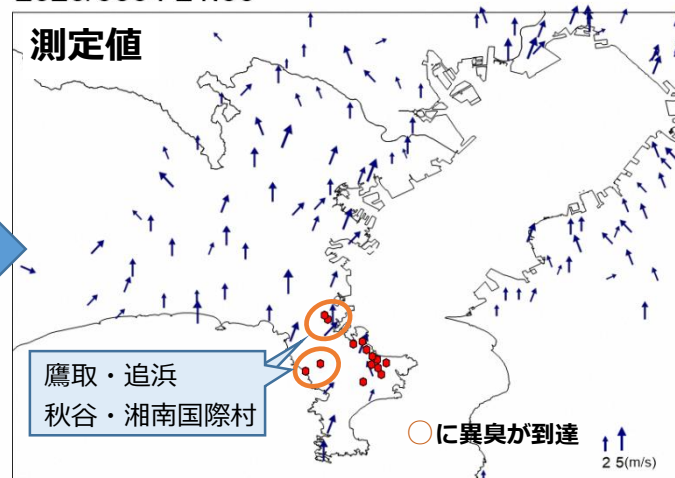 測定値
鷹取・追浜
秋谷・湘南国際村
○に異臭が到達
2 5(m/s)